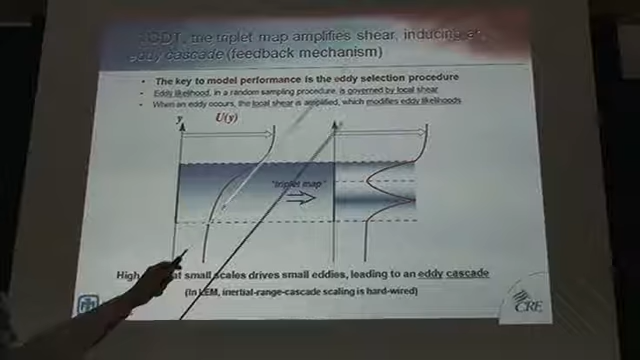 ODT, the triplet map amplifies shear, inducing an
eddy cascade (feedback mechanism)
• The key to model performance is the eddy selection procedure
• Eddy likelihood, in a random sampling procedure, is governed by local shear
• When an eddy occurs, the local shear is amplified, which modifies eddy likelihoods
y
U(y)
y
"triplet map"
High at small scales drives small eddies, leading to an eddy cascade
(In LEM, inertial-range-cascade scaling is hard-wired)
CRF